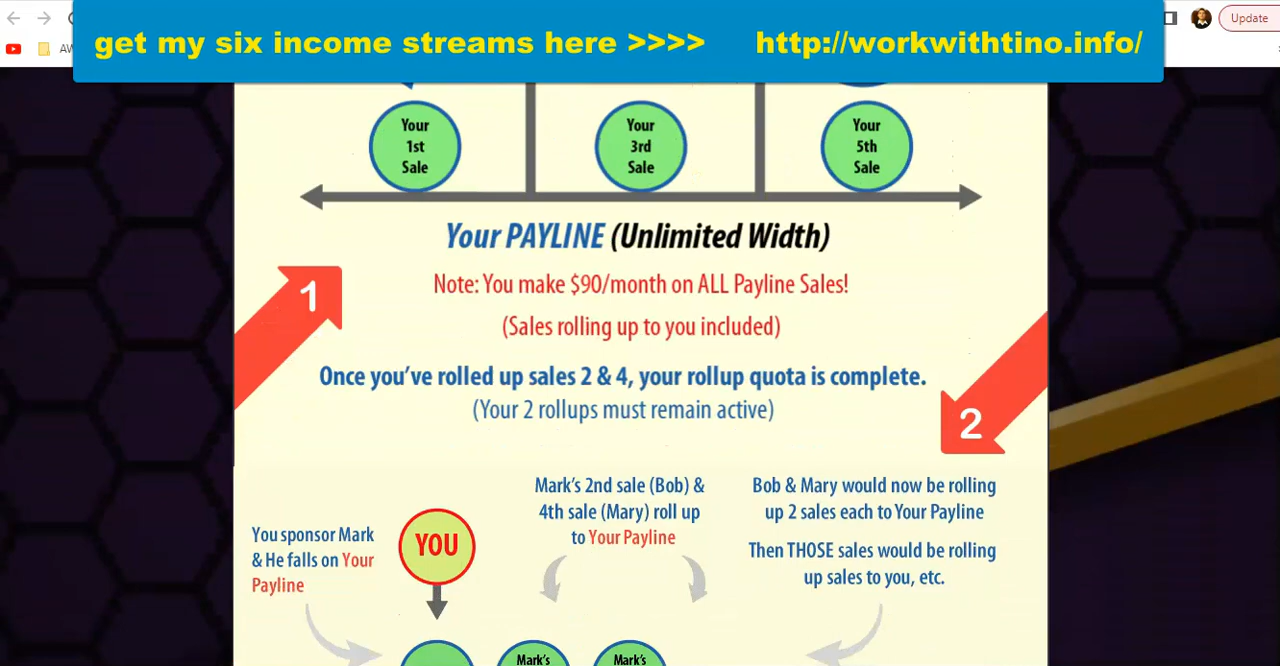 Update
AW
get my six income streams here >>>> http://workwithtino.info/
Your
1st
Sale
Your
3rd
Sale
Your
5th
Sale
Your PAYLINE (Unlimited Width)
1
Note: You make $90/month on ALL Payline Sales!
(Sales rolling up to you included)
Once you've rolled up sales 2 & 4, your rollup quota is complete.
(Your 2 rollups must remain active)
2
You sponsor Mark
& He falls on Your
Payline
YOU
Mark's 2nd sale (Bob) &
4th sale (Mary) roll up
to Your Payline
Bob & Mary would now be rolling
up 2 sales each to Your Payline
Then THOSE sales would be rolling
up sales to you, etc.
Mark's
Mark's